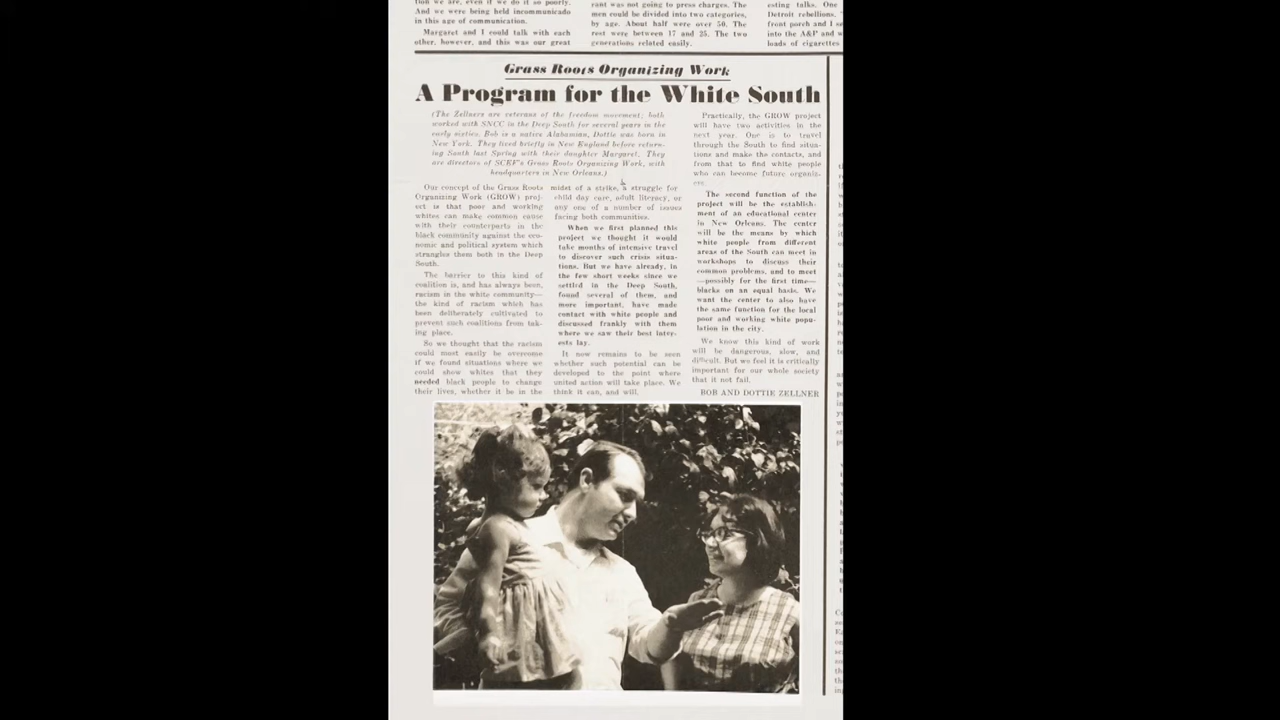 tion we are, even if we do it so poorly.
And we were being held incommunicado
in this age of communication.
Margaret and I could talk with each
other, however, and this was our great
rant was not going to press charges. The
men could be divided into two categories,
by age. About half were over 50. The
rest were between 17 and 25. The two
generations related easily.
esting talks. One
Detroit rebellions.
front porch and I s
into the A&P and w
loads of cigarettes
Grass Roots Organizing Work
A Program for the White South
(The Zellners are veterans of the freedom movement; both
worked with SNCC in the Deep South for several years in the
early sixties. Bob is a native Alabamian, Dottie was born in
New York. They lived briefly in New England before return-
ing South last Spring with their daughter Margaret. They
are directors of SCEF's Grass Roots Organizing Work, with
headquarters in New Orleans.)
Our concept of the Grass Roots
Organizing Work (GROW) proj-
ect is that poor and working
whites can make common cause
with their counterparts in the
black community against the eco-
nomic and political system which
strangles them both in the Deep
South.
The barrier to this kind of
coalition is, and has always been,
racism in the white community—
the kind of racism which has
been deliberately cultivated to
prevent such coalitions from tak-
ing place.
So we thought that the racism
could most easily be overcome
if we found situations where we
could show whites that they
needed black people to change
their lives, whether it be in the
midst of a strike, a struggle for
child day care, adult literacy, or
any one of a number of issues
facing both communities.
When we first planned this
project we thought it would
take months of intensive travel
to discover such crisis situa-
tions. But we have already, in
the few short weeks since we
settled in the Deep South,
found several of them, and
more important, have made
contact with white people and
discussed frankly with them
where we saw their best inter-
ests lay.
It now remains to be seen
whether such potential can be
developed to the point where
united action will take place. We
think it can, and will.
Practically, the GROW project
will have two activities in the
next year. One is to travel
through the South to find situa-
tions and make the contacts, and
from that to find white people
who can become future organiz-
ers.
The second function of the
project will be the establish-
ment of an educational center
in New Orleans. The center
will be the means by which
white people from different
areas of the South can meet in
workshops to discuss their
common problems, and to meet
—possibly for the first time—
blacks on an equal basis. We
want the center to also have
the same function for the local
poor and working white popu-
lation in the city.
We know this kind of work
will be dangerous, slow, and
difficult. But we feel it is critically
important for our whole society
that it not fail.
BOB AND DOTTIE ZELLNER